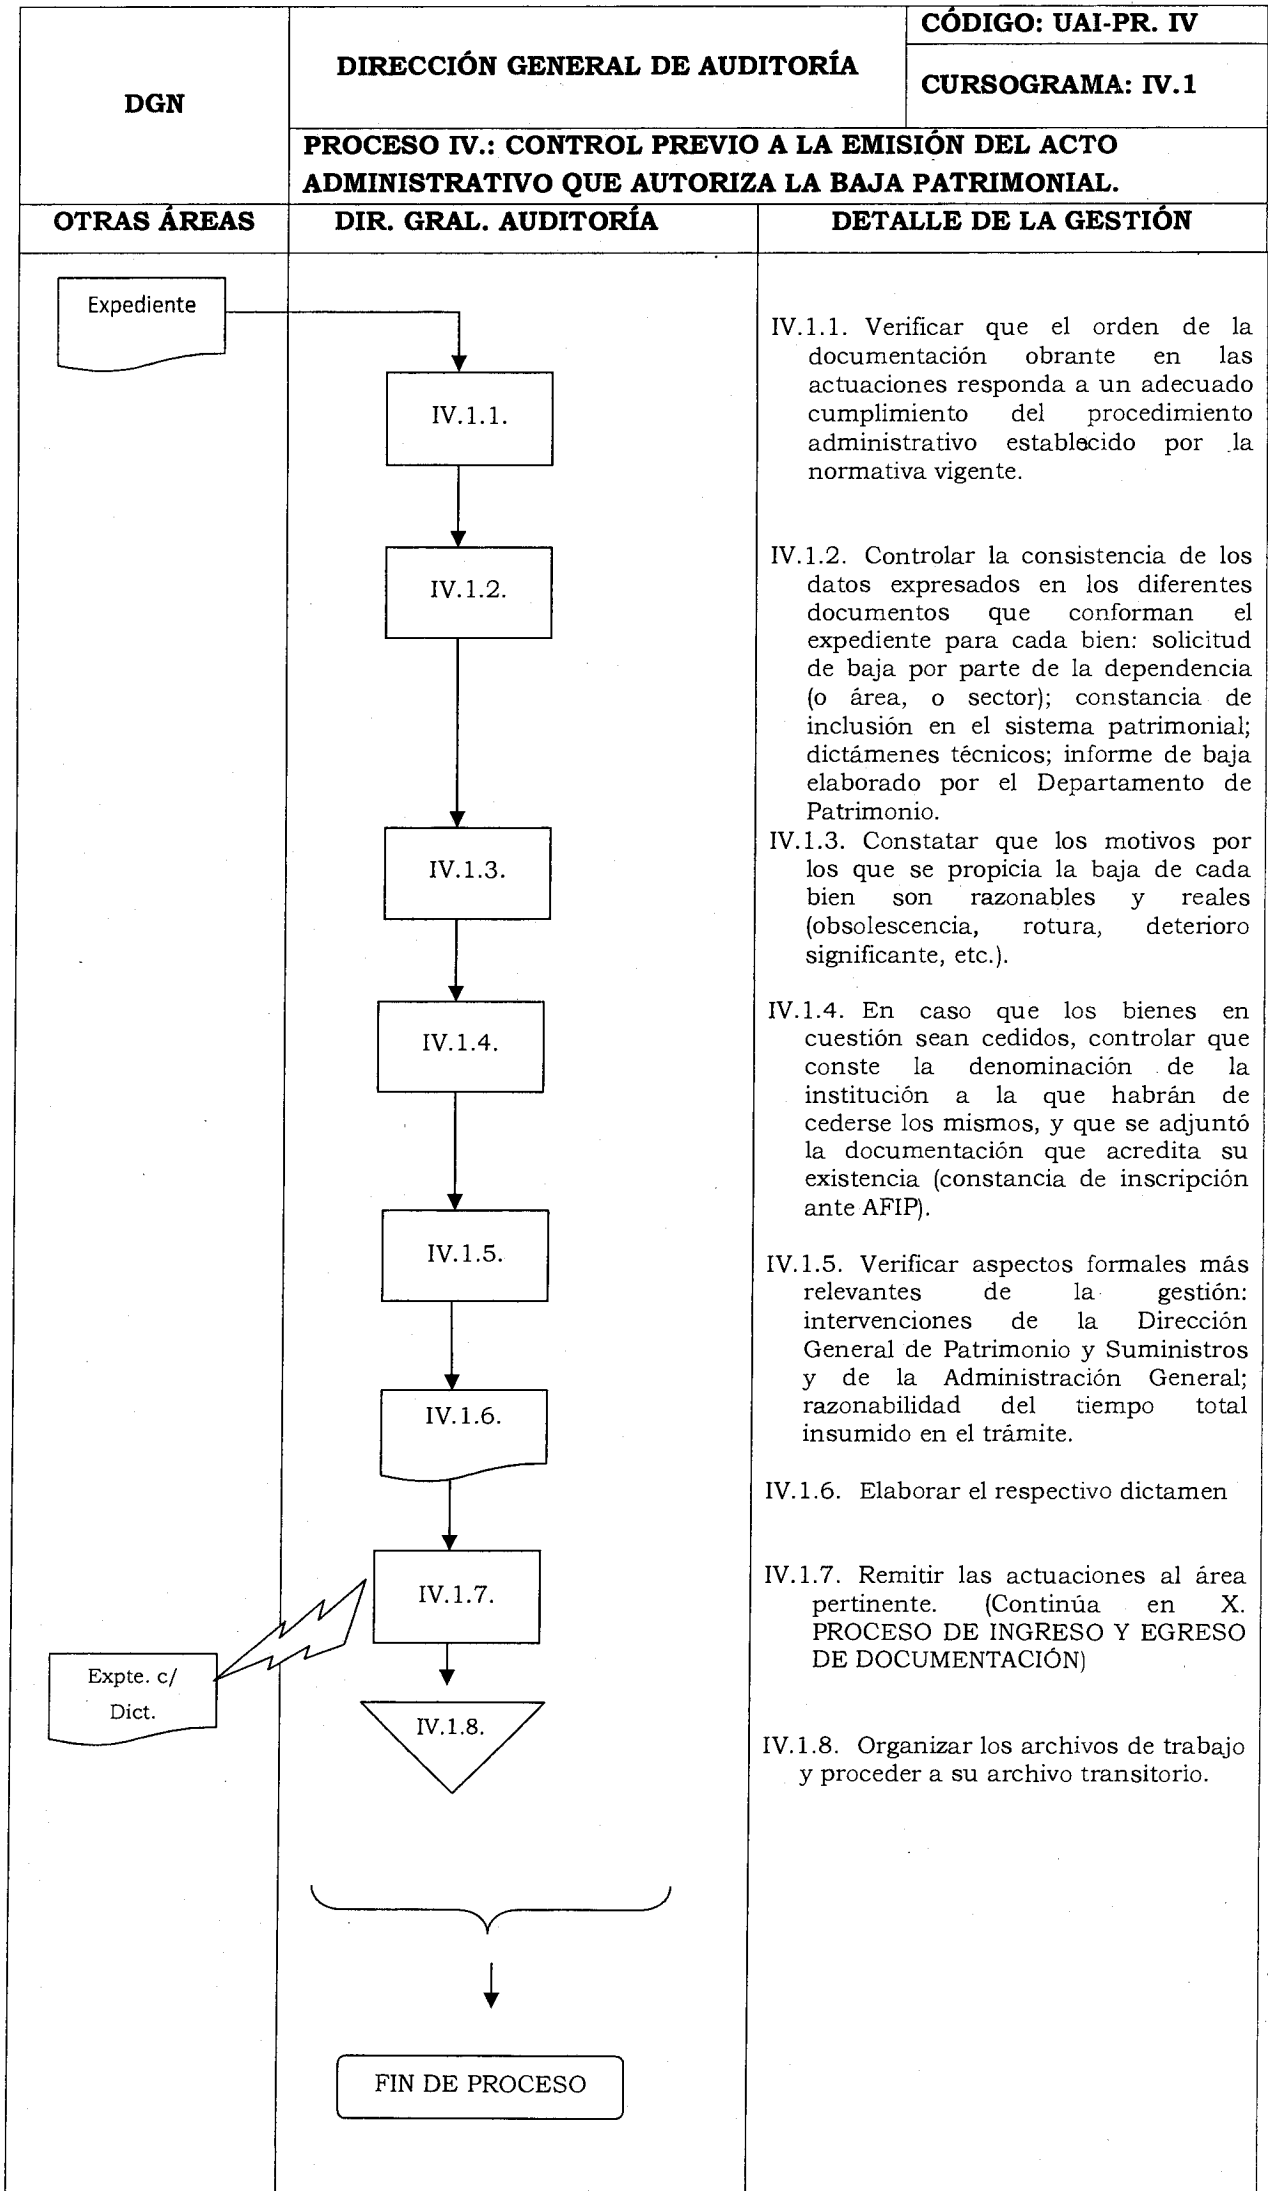 DGN
DIRECCIÓN GENERAL DE AUDITORÍA
CÓDIGO: UAI-PR. IV
CURSOGRAMA: IV.1
PROCESO IV.: CONTROL PREVIO A LA EMISIÓN DEL ACTO
ADMINISTRATIVO QUE AUTORIZA LA BAJA PATRIMONIAL.
OTRAS ÁREAS
DIR. GRAL. AUDITORÍA
DETALLE DE LA GESTIÓN
Expediente
IV.1.1.
IV.1.2.
IV.1.3.
IV.1.4.
IV.1.5.
IV.1.6.
IV.1.7.
Expte. c/
Dict.
IV.1.8.
FIN DE PROCESO
IV.1.1. Verificar que el orden de la
documentación obrante en las
actuaciones responda a un adecuado
cumplimiento del procedimiento
administrativo establecido por la
normativa vigente.
IV.1.2. Controlar la consistencia de los
datos expresados en los diferentes
documentos que conforman el
expediente para cada bien: solicitud
de baja por parte de la dependencia
(o área, o sector); constancia de
inclusión en el sistema patrimonial;
dictámenes técnicos; informe de baja
elaborado por el Departamento de
Patrimonio.
IV.1.3. Constatar que los motivos por
los que se propicia la baja de cada
bien son razonables y reales
(obsolescencia, rotura, deterioro
significante, etc.).
IV.1.4. En caso que los bienes en
cuestión sean cedidos, controlar que
conste la denominación de la
institución a la que habrán de
cederse los mismos, y que se adjuntó
la documentación que acredita su
existencia (constancia de inscripción
ante AFIP).
IV.1.5. Verificar aspectos formales más
relevantes de la gestión:
intervenciones de la Dirección
General de Patrimonio y Suministros
y de la Administración General;
razonabilidad del tiempo total
insumido en el trámite.
IV.1.6. Elaborar el respectivo dictamen
IV.1.7. Remitir las actuaciones al área
pertinente. (Continúa en X.
PROCESO DE INGRESO Y EGRESO
DE DOCUMENTACIÓN)
IV.1.8. Organizar los archivos de trabajo
y proceder a su archivo transitorio.